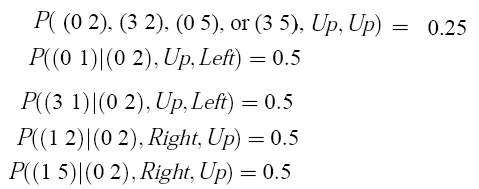 P( (0 2), (3 2), (0 5), or (3 5), Up, Up) = 0.25
P((0 1)|(0 2), Up, Left) = 0.5
P((3 1)|(0 2), Up, Left) = 0.5
P((1 2)|(0 2), Right, Up) = 0.5
P((1 5)|(0 2), Right, Up) = 0.5